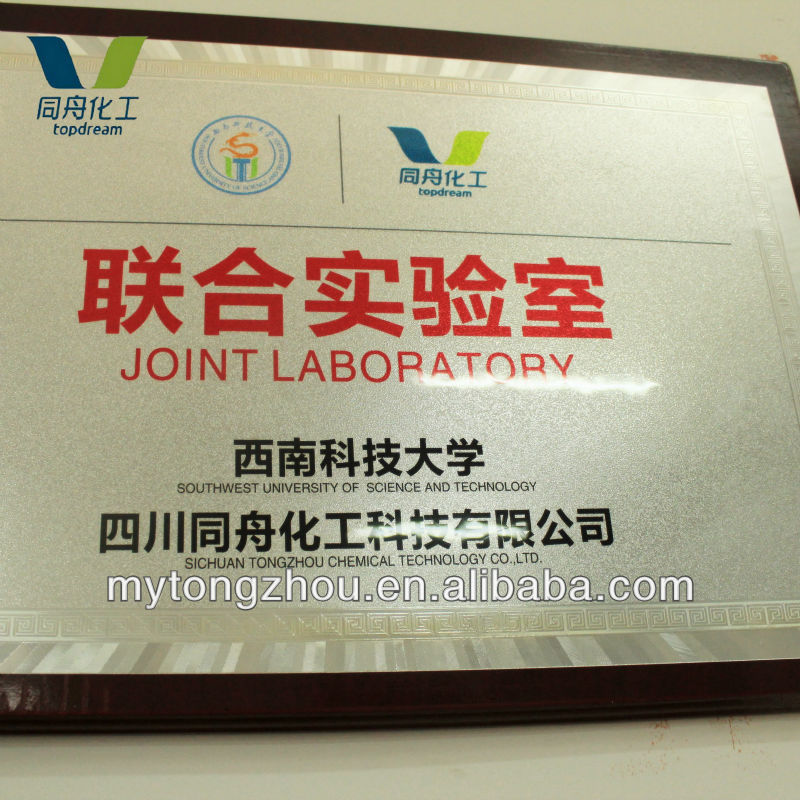 同舟化工
topdream
同舟化工
topdream
联合实验室
JOINT LABORATORY
西南科技大学
SOUTHWEST UNIVERSITY OF SCIENCE AND TECHNOLOGY
四川同舟化工科技有限公司
SICHUAN TONGZHOU CHEMICAL TECHNOLOGY CO.,LTD.
mytongzhou.en.alibaba.com